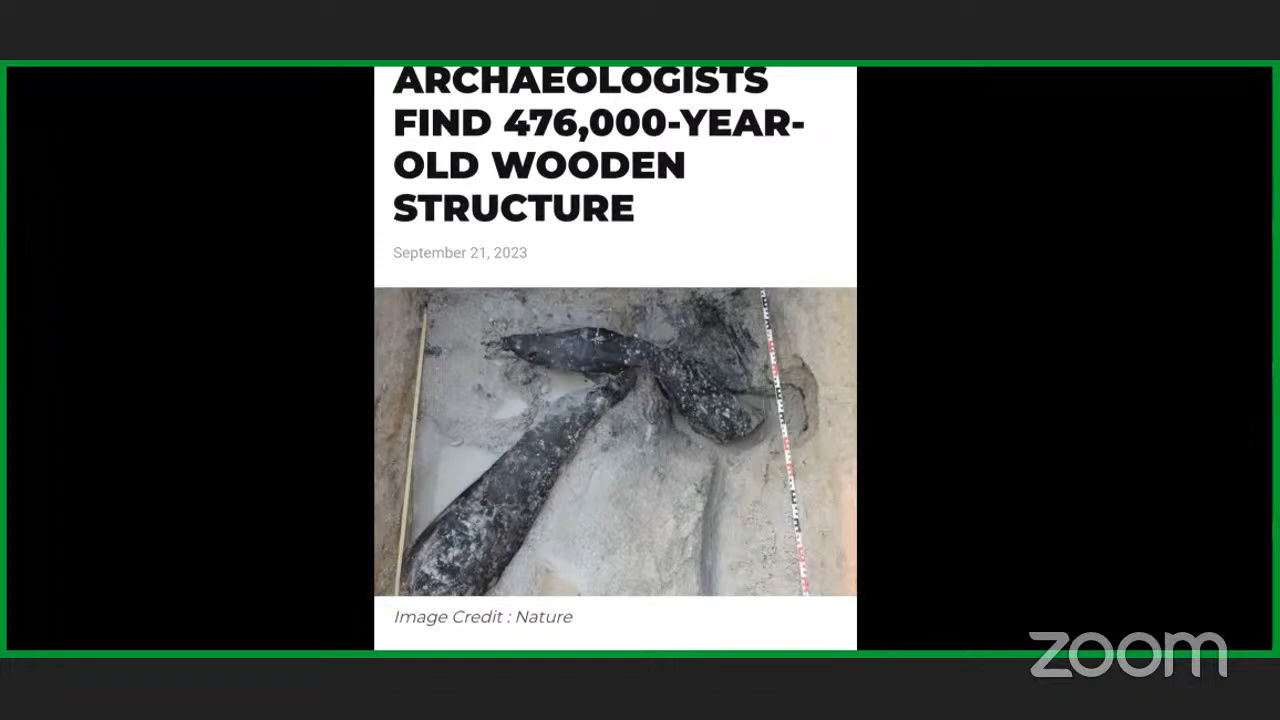 ARCHAEOLOGISTS
FIND 476,000-YEAR-
OLD WOODEN
STRUCTURE
September 21, 2023
Image Credit : Nature
zoom